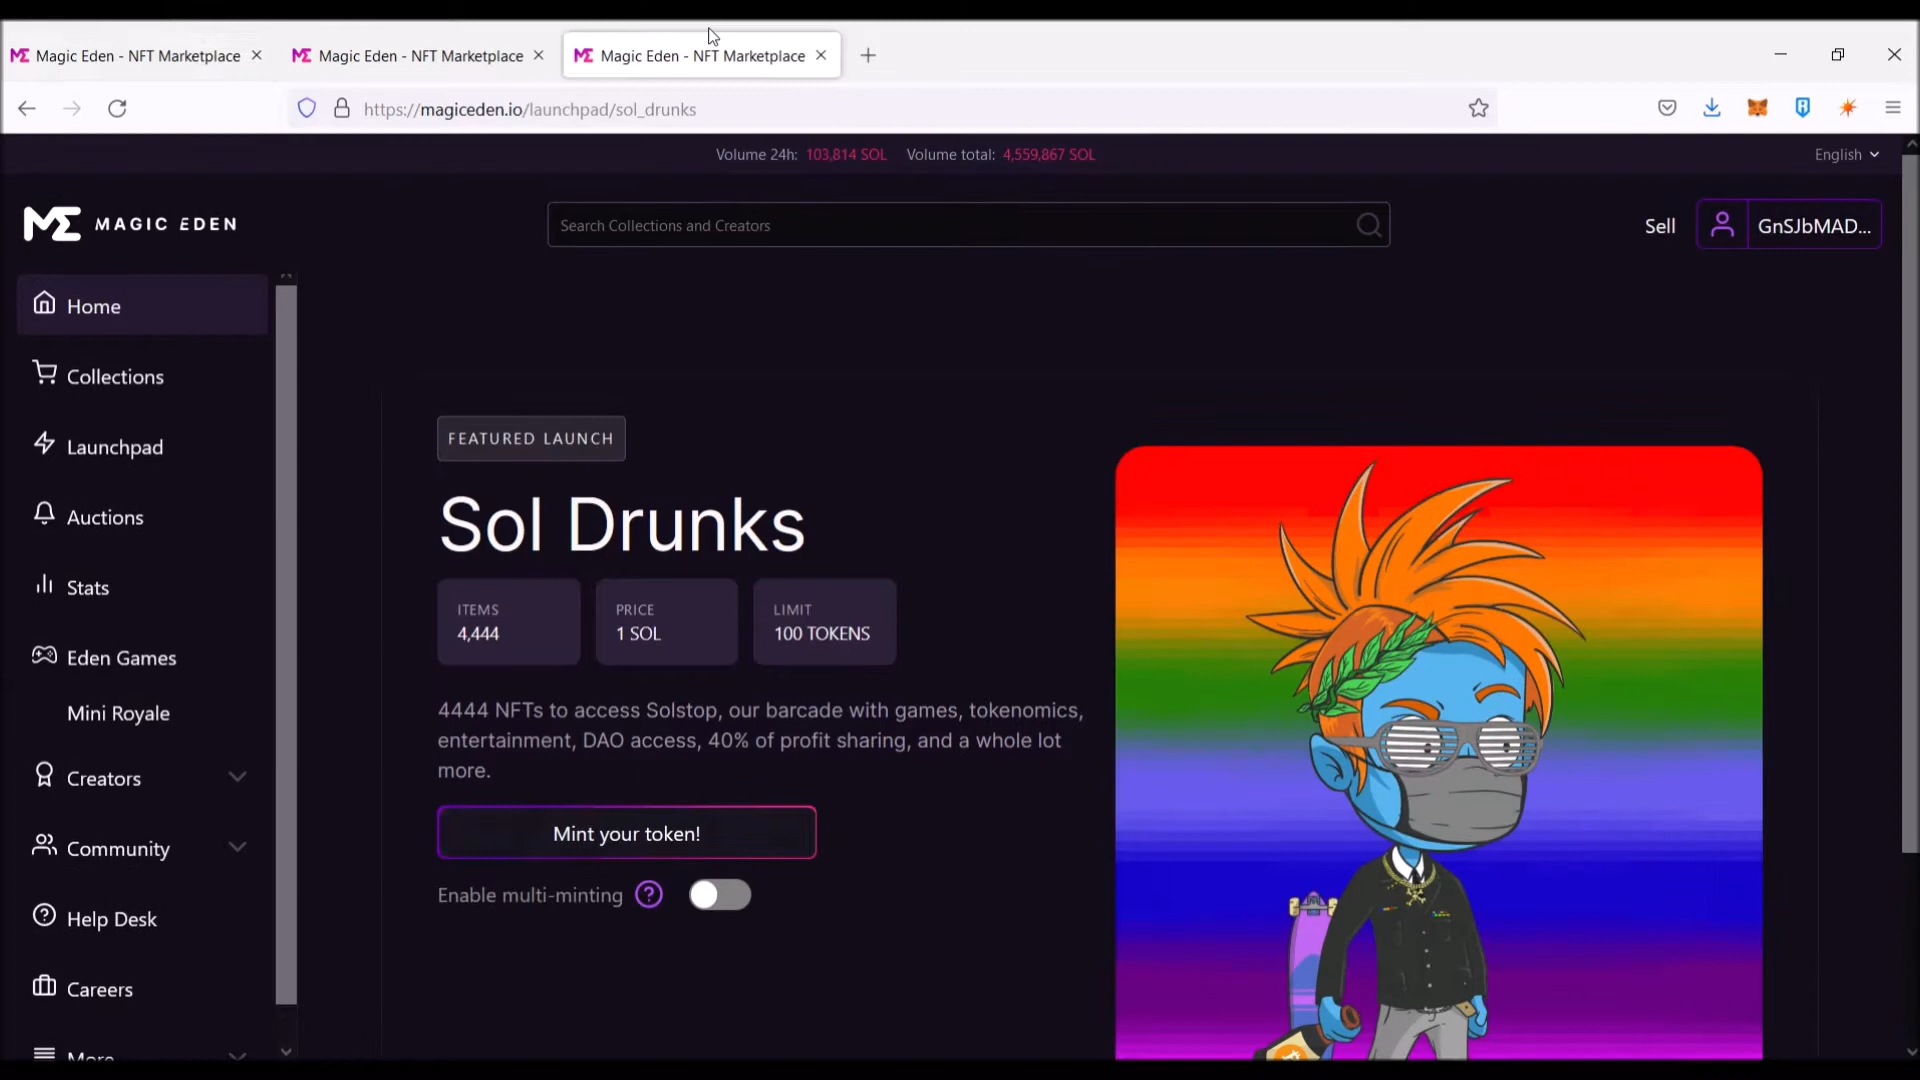 Magic Eden - NFT Marketplace
Magic Eden - NFT Marketplace
Magic Eden - NFT Marketplace
https://magiceden.io/launchpad/sol_drunks
Volume 24h: 103,814 SOL Volume total: 4,559,867 SOL
English
MAGIC EDEN
Search Collections and Creators
Sell
GnSJbMAD...
Home
Collections
Launchpad
Auctions
Stats
Eden Games
Mini Royale
Creators
Community
Help Desk
Careers
More
FEATURED LAUNCH
Sol Drunks
ITEMS
4,444
PRICE
1 SOL
LIMIT
100 TOKENS
4444 NFTs to access Solstop, our barcade with games, tokenomics,
entertainment, DAO access, 40% of profit sharing, and a whole lot
more.
Mint your token!
Enable multi-minting ?